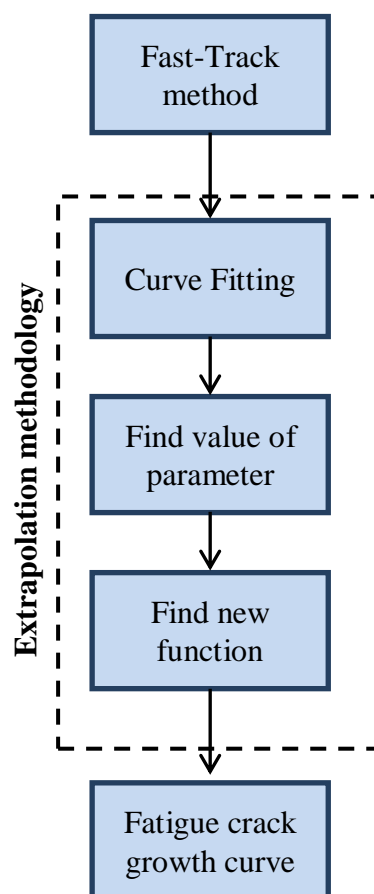 Fast-Track
method
Extrapolation methodology
Curve Fitting
Find value of
parameter
Find new
function
Fatigue crack
growth curve